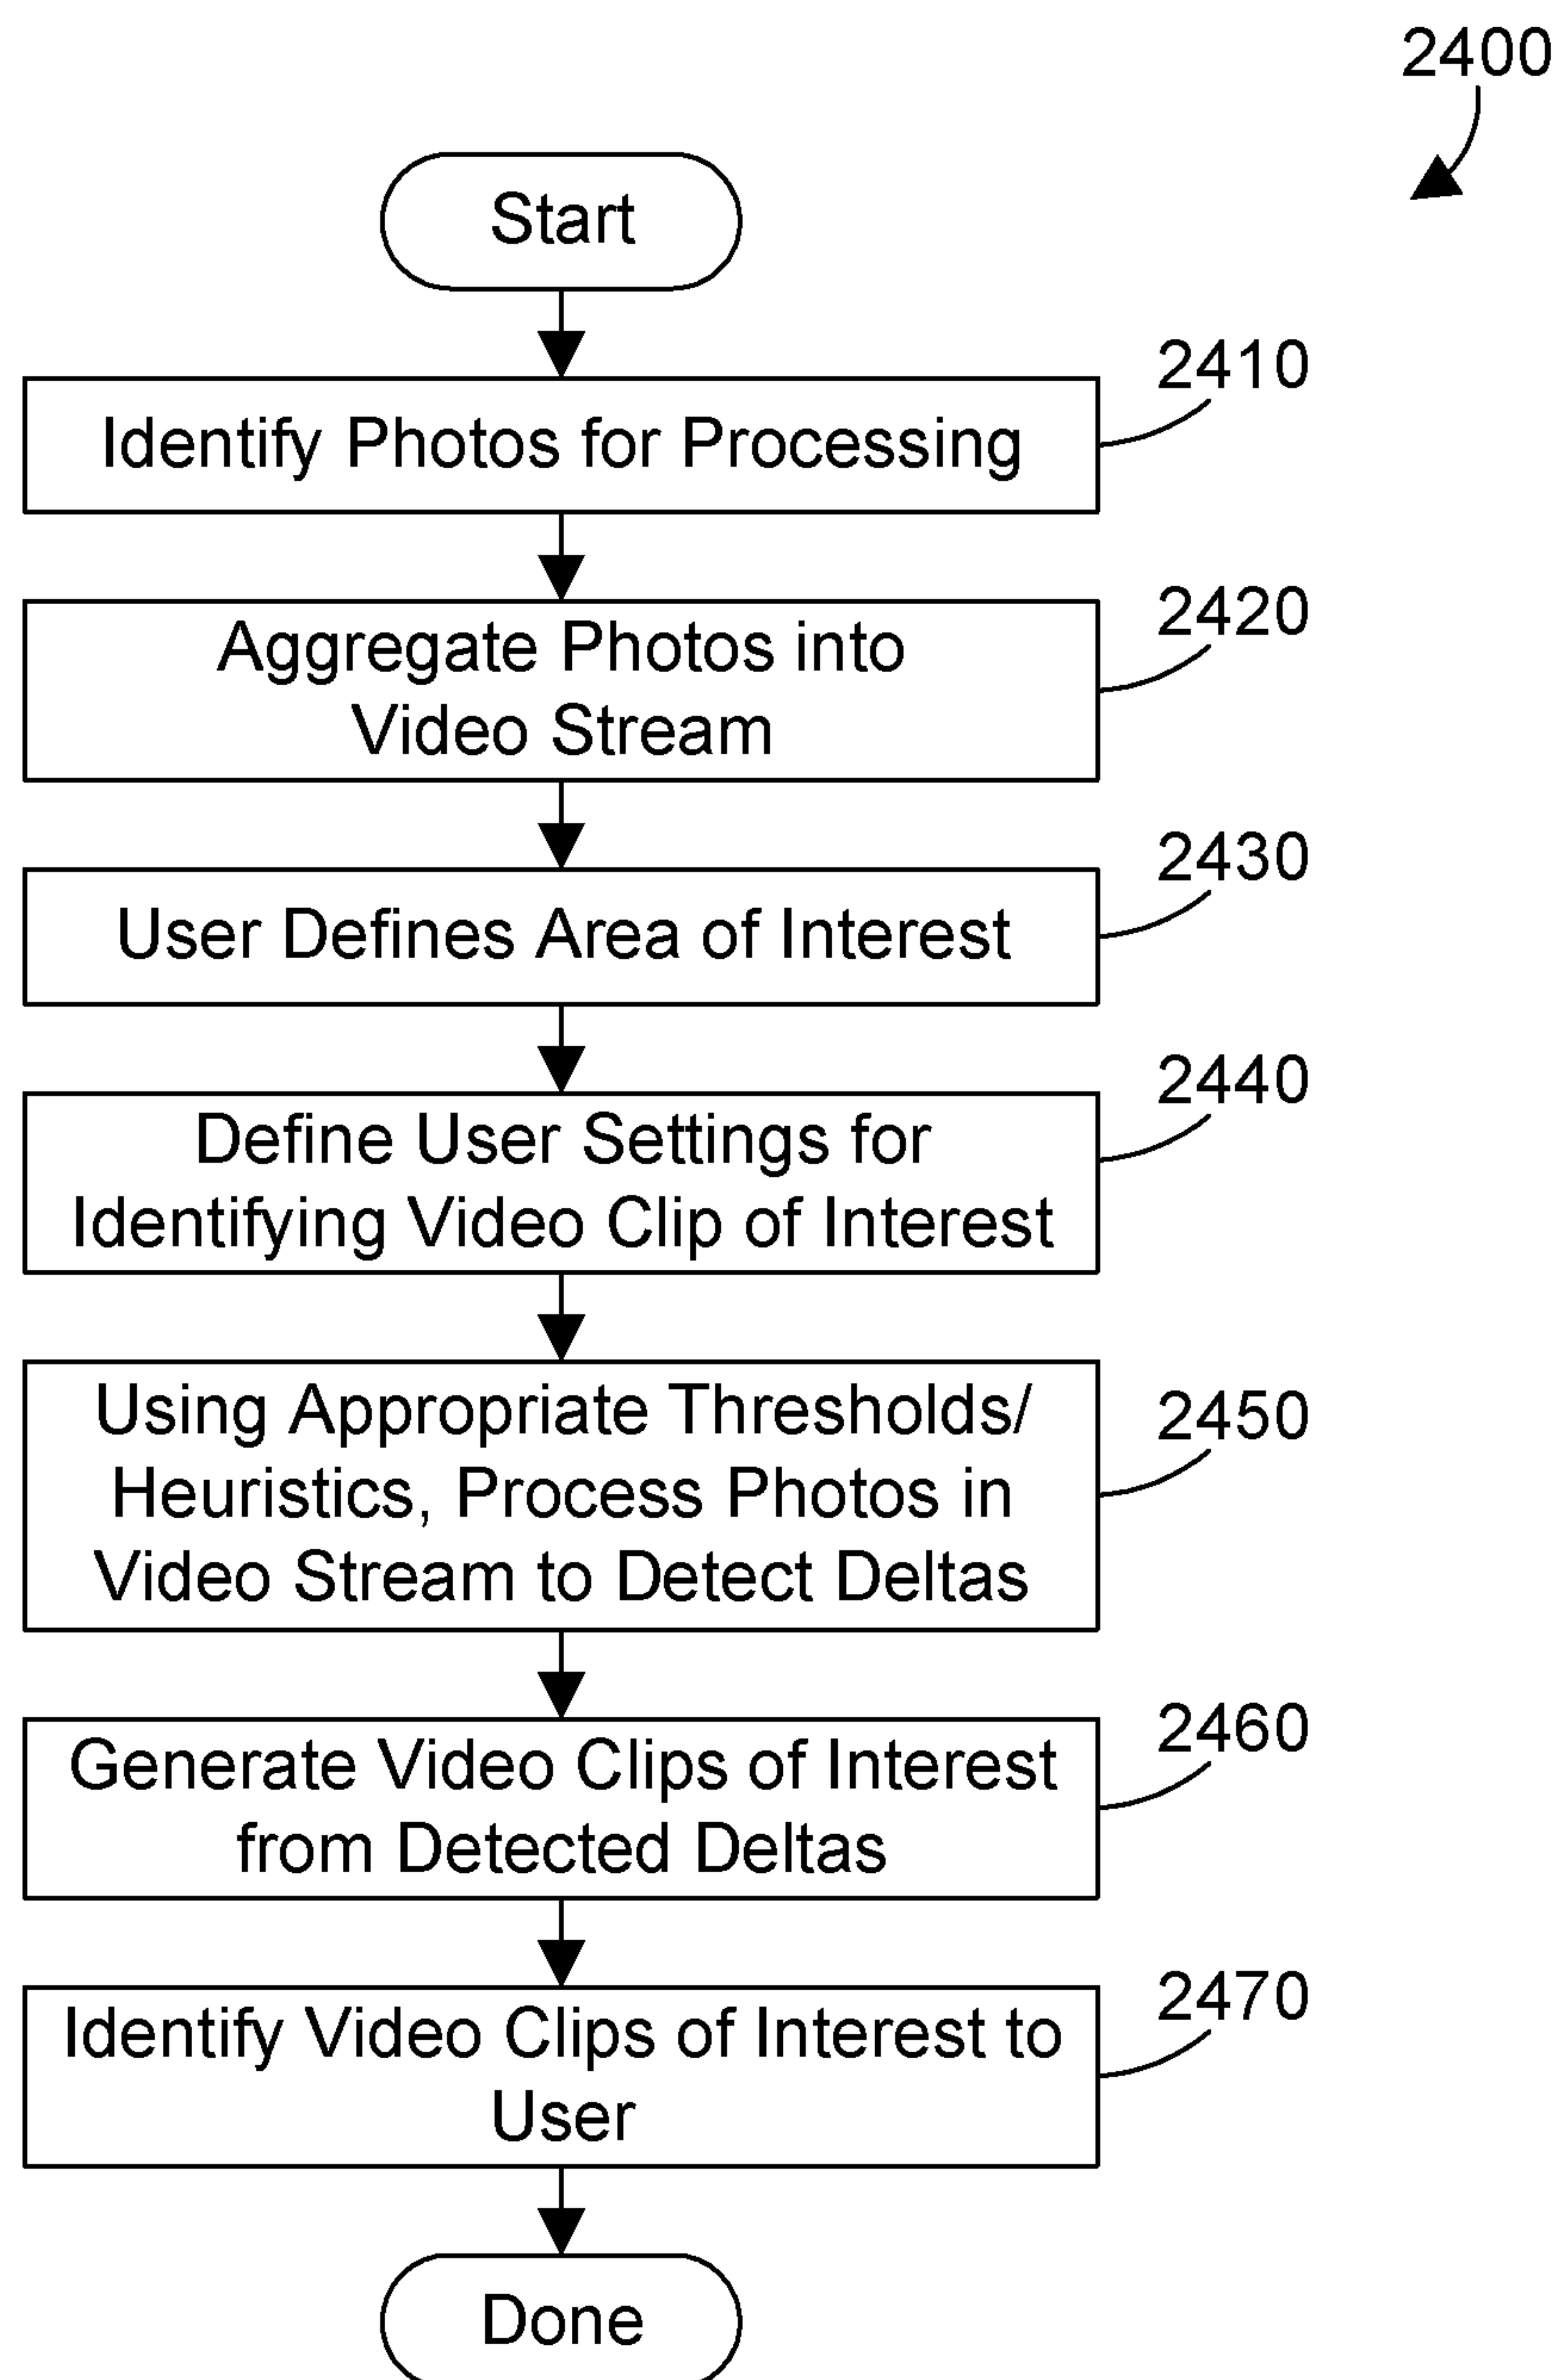 2400
Start
2410
Identify Photos for Processing
2420
Aggregate Photos into
Video Stream
2430
User Defines Area of Interest
2440
Define User Settings for
Identifying Video Clip of Interest
2450
Using Appropriate Thresholds/
Heuristics, Process Photos in
Video Stream to Detect Deltas
2460
Generate Video Clips of Interest
from Detected Deltas
2470
Identify Video Clips of Interest to
User
Done